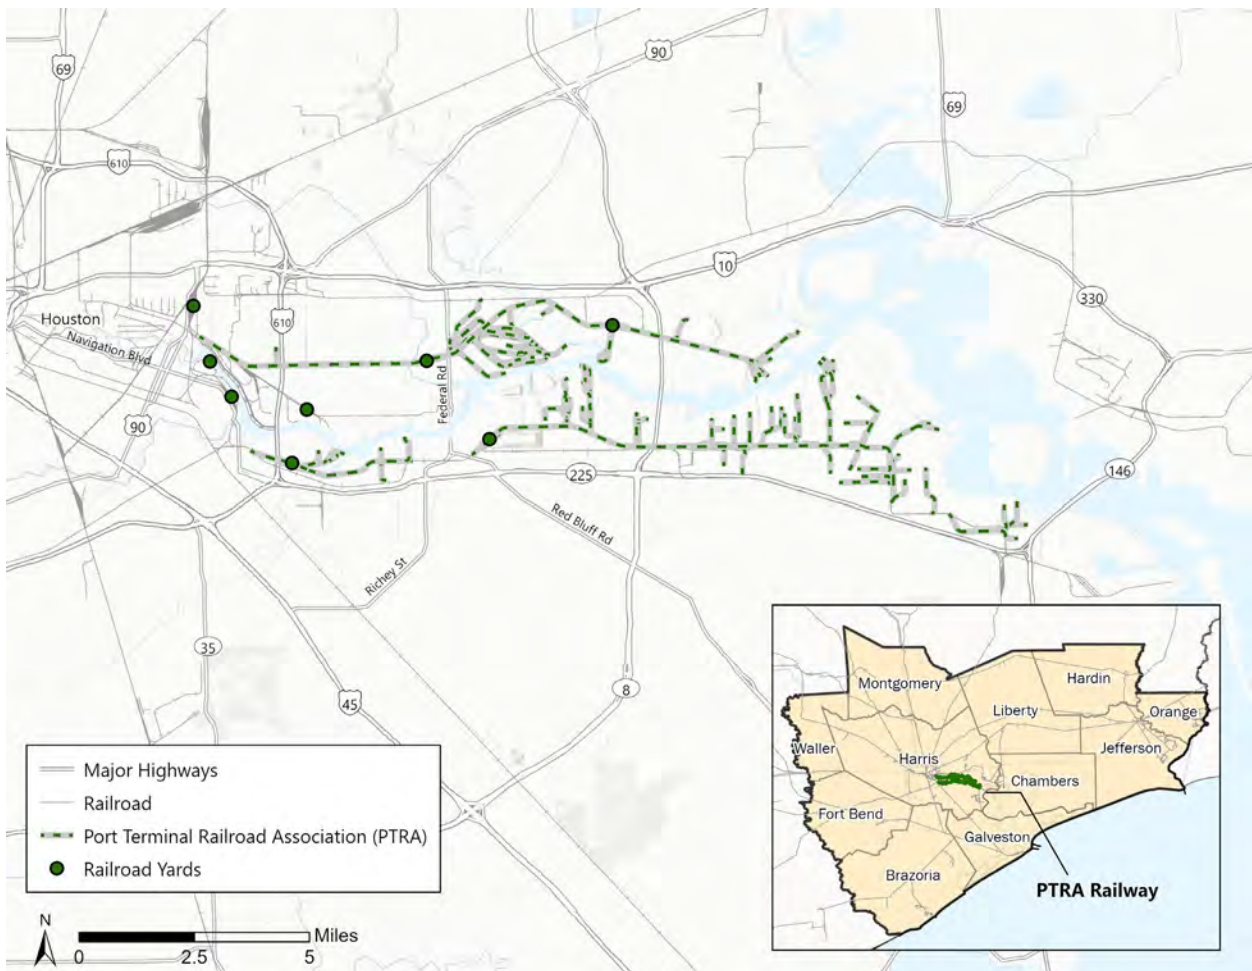 69
90
69
610
10
330
Houston
610
Navigation Blvd
Federal Rd
90
225
146
Red Bluff Rd
Richey St
35
8
45
Major Highways
Railroad
Port Terminal Railroad Association (PTRA)
Railroad Yards
N
Miles
0
2.5
5
Montgomery
Hardin
Liberty
Orange
Waller
Harris
Jefferson
Chambers
Fort Bend
Galveston
Brazoria
PTRA Railway